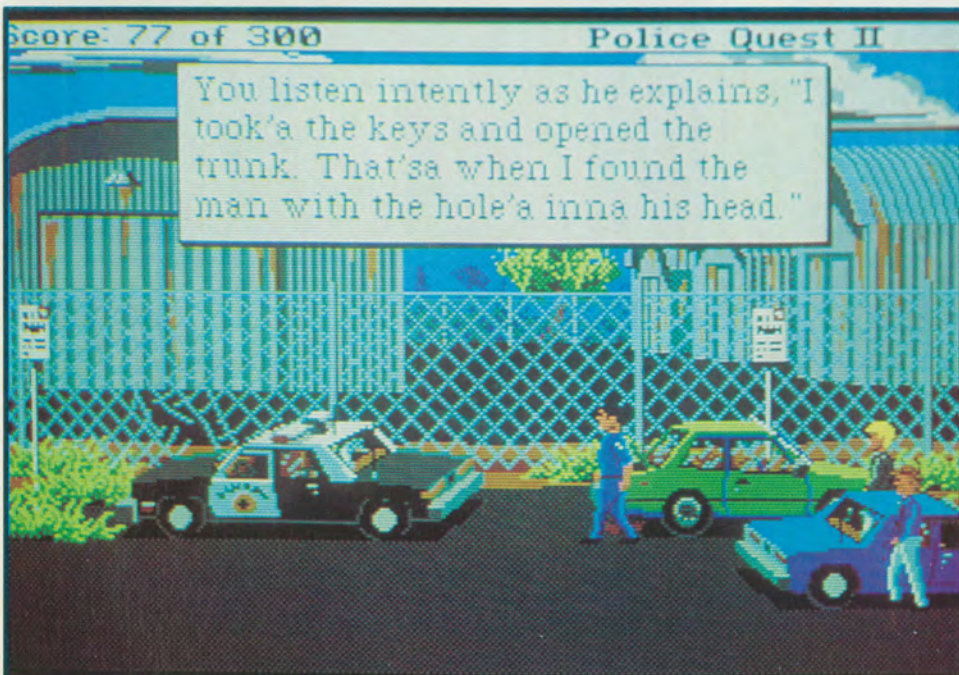 Score: 77 of 300 Police Quest II
You listen intently as he explains, "I
took'a the keys and opened the
trunk. That'sa when I found the
man with the hole'a inna his head."